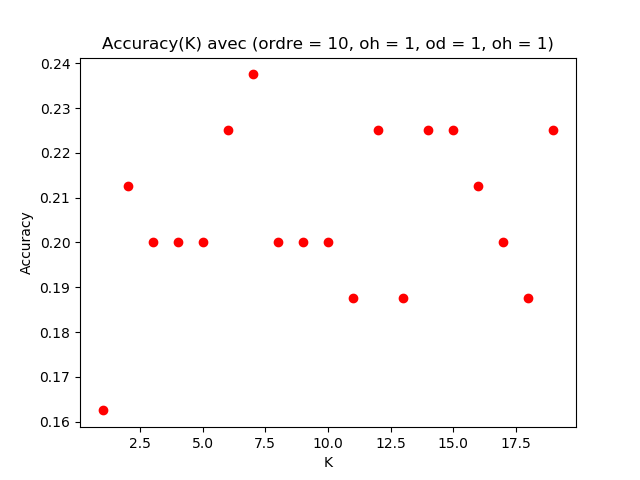 Accuracy(K) avec (ordre = 10, oh = 1, od = 1, oh = 1)
0.24
0.23
0.22
0.21
0.20
0.19
0.18
0.17
0.16
Accuracy
2.5 5.0 7.5 10.0 12.5 15.0 17.5
K